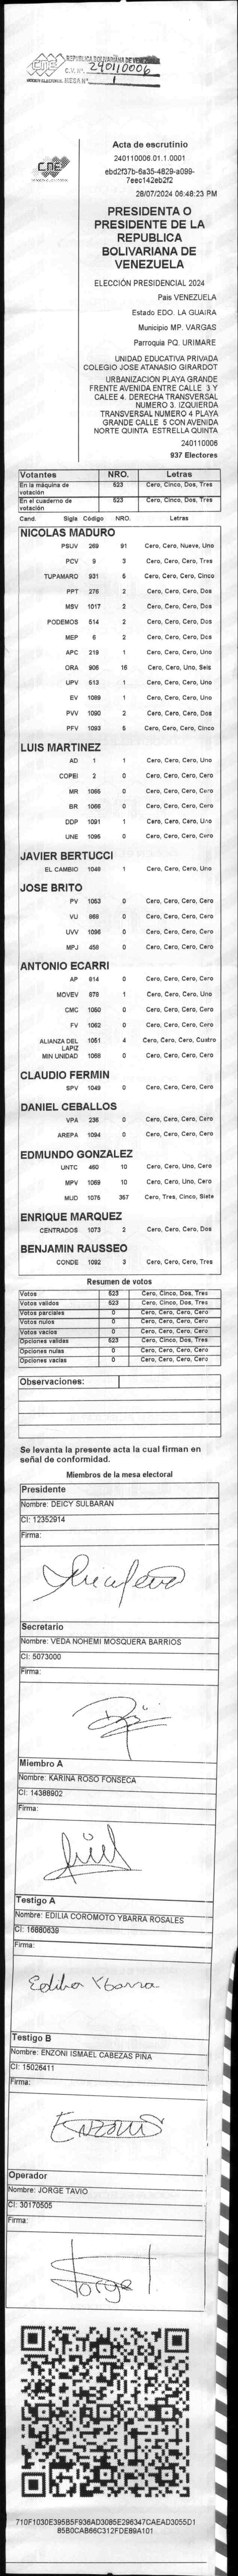 REPUBLICA BOLIVARIANA DE VENEZUELA
C.V. Nº. 240110006
MESA Nº 1
CNE
CNE
Acta de escrutinio
240110006.01.1.0001
ebd2f37b-6a35-4829-a099-
7eec142eb2f2
28/07/2024 06:48:23 PM
PRESIDENTA O
PRESIDENTE DE LA
REPUBLICA
BOLIVARIANA DE
VENEZUELA
ELECCIÓN PRESIDENCIAL 2024
Pais VENEZUELA
Estado EDO. LA GUAIRA
Municipio MP. VARGAS
Parroquia PQ. URIMARE
UNIDAD EDUCATIVA PRIVADA
COLEGIO JOSE ATANASIO GIRARDOT
URBANIZACION PLAYA GRANDE
FRENTE AVENIDA ENTRE CALLE 3 Y
CALEE 4. DERECHA TRANSVERSAL
NUMERO 3. IZQUIERDA
TRANSVERSAL NUMERO 4 PLAYA
GRANDE CALLE 5 CON AVENIDA
NORTE QUINTA ESTRELLA QUINTA
240110006
937 Electores
Votantes NRO. Letras
En la máquina de votación 523 Cero, Cinco, Dos, Tres
En el cuaderno de votación 523 Cero, Cinco, Dos, Tres
Cand. Sigla Código NRO. Letras
NICOLAS MADURO
PSUV 269 91 Cero, Cero, Nueve, Uno
PCV 9 3 Cero, Cero, Cero, Tres
TUPAMARO 931 5 Cero, Cero, Cero, Cinco
PPT 276 2 Cero, Cero, Cero, Dos
MSV 1017 2 Cero, Cero, Cero, Dos
PODEMOS 514 2 Cero, Cero, Cero, Dos
MEP 6 2 Cero, Cero, Cero, Dos
APC 219 1 Cero, Cero, Cero, Uno
ORA 906 16 Cero, Cero, Uno, Seis
UPV 513 1 Cero, Cero, Cero, Uno
EV 1089 1 Cero, Cero, Cero, Uno
PVV 1090 2 Cero, Cero, Cero, Dos
PFV 1093 5 Cero, Cero, Cero, Cinco
LUIS MARTINEZ
AD 1 1 Cero, Cero, Cero, Uno
COPEI 2 0 Cero, Cero, Cero, Cero
MR 1065 0 Cero, Cero, Cero, Cero
BR 1066 0 Cero, Cero, Cero, Cero
DDP 1091 1 Cero, Cero, Cero, Uno
UNE 1095 0 Cero, Cero, Cero, Cero
JAVIER BERTUCCI
EL CAMBIO 1048 1 Cero, Cero, Cero, Uno
JOSE BRITO
PV 1053 0 Cero, Cero, Cero, Cero
VU 868 0 Cero, Cero, Cero, Cero
UVV 1096 0 Cero, Cero, Cero, Cero
MPJ 458 0 Cero, Cero, Cero, Cero
ANTONIO ECARRI
AP 814 0 Cero, Cero, Cero, Cero
MOVEV 878 1 Cero, Cero, Cero, Uno
CMC 1050 0 Cero, Cero, Cero, Cero
FV 1062 0 Cero, Cero, Cero, Cero
ALIANZA DEL LAPIZ 1051 4 Cero, Cero, Cero, Cuatro
MIN UNIDAD 1068 0 Cero, Cero, Cero, Cero
CLAUDIO FERMIN
SPV 1049 0 Cero, Cero, Cero, Cero
DANIEL CEBALLOS
VPA 236 0 Cero, Cero, Cero, Cero
AREPA 1094 0 Cero, Cero, Cero, Cero
EDMUNDO GONZALEZ
UNTC 460 10 Cero, Cero, Uno, Cero
MPV 1069 10 Cero, Cero, Uno, Cero
MUD 1075 357 Cero, Tres, Cinco, Siete
ENRIQUE MARQUEZ
CENTRADOS 1073 2 Cero, Cero, Cero, Dos
BENJAMIN RAUSSEO
CONDE 1092 3 Cero, Cero, Cero, Tres
Resumen de votos
Votos 523 Cero, Cinco, Dos, Tres
Votos validos 523 Cero, Cinco, Dos, Tres
Votos parciales 0 Cero, Cero, Cero, Cero
Votos nulos 0 Cero, Cero, Cero, Cero
Votos vacios 0 Cero, Cero, Cero, Cero
Opciones validas 523 Cero, Cinco, Dos, Tres
Opciones nulas 0 Cero, Cero, Cero, Cero
Opciones vacias 0 Cero, Cero, Cero, Cero
Observaciones:
Se levanta la presente acta la cual firman en
señal de conformidad.
Miembros de la mesa electoral
Presidente
Nombre: DEICY SULBARAN
CI: 12352914
Firma:
Secretario
Nombre: VEDA NOHEMI MOSQUERA BARRIOS
CI: 5073000
Firma:
Miembro A
Nombre: KARINA ROSO FONSECA
CI: 14388902
Firma:
Testigo A
Nombre: EDILIA COROMOTO YBARRA ROSALES
CI: 16880639
Firma:
Edilia Ybarra
Testigo B
Nombre: ENZONI ISMAEL CABEZAS PIÑA
CI: 15026411
Firma:
Enzoni
Operador
Nombre: JORGE TAVIO
CI: 30170505
Firma:
Jorge T
710F1030E395B5F936AD3085E296347CAEAD3055D1
85B0CAB66C312FDE89A101